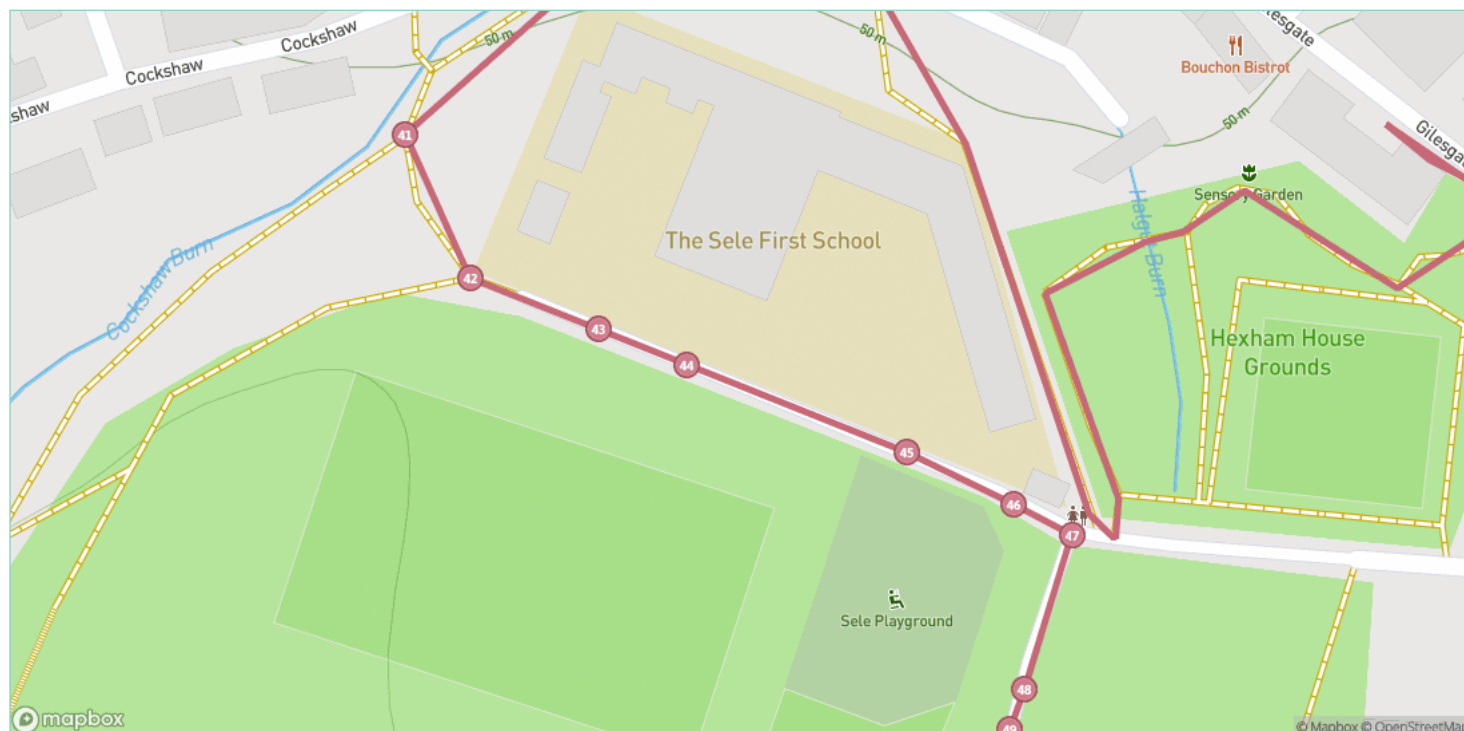 Cockshaw
50 m
50 m
Gilesgate
Bouchon Bistrot
Cockshaw
shaw
50 m
Gilesgate
41
Sensory Garden
Halgut Burn
The Sele First School
Cockshaw Burn
42
43
Hexham House
Grounds
44
45
46
47
Sele Playground
48
49
mapbox
© Mapbox © OpenStreetMap